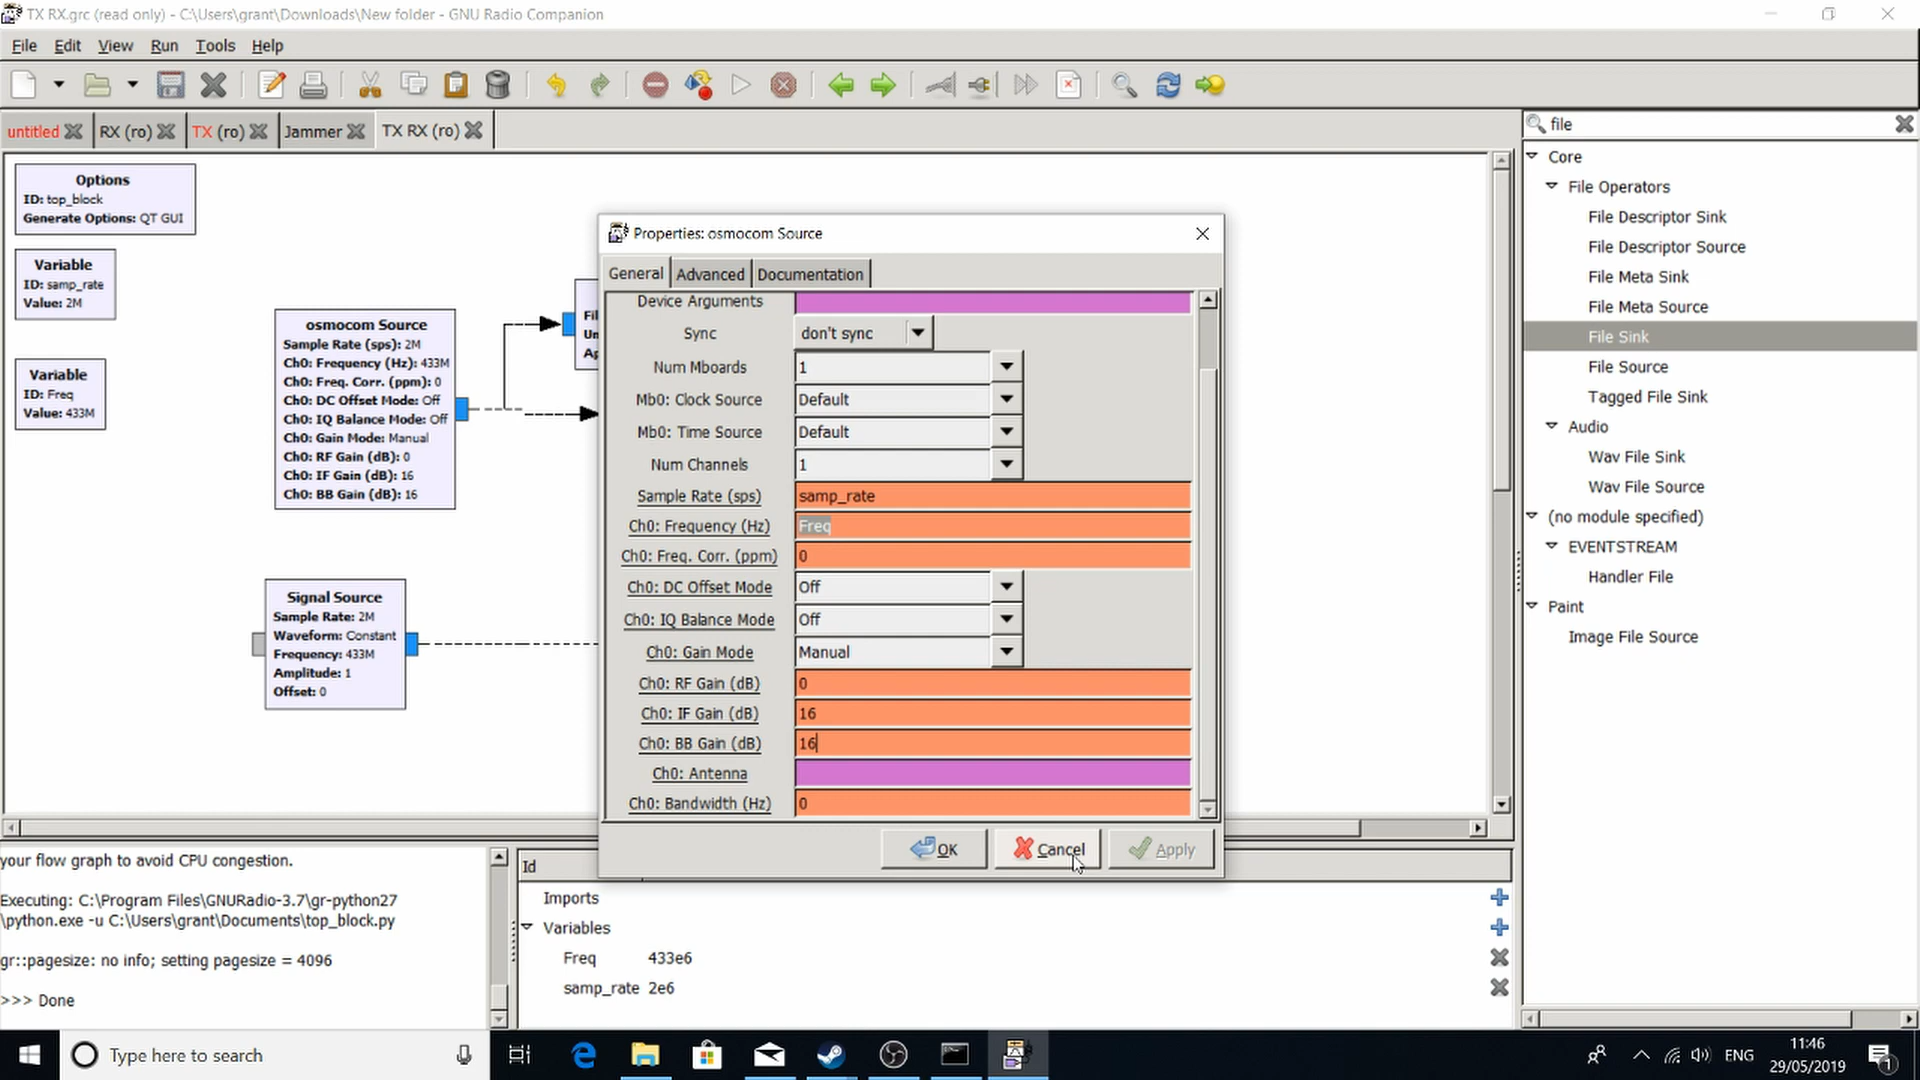 TX RX.grc (read only) - C:\Users\grant\Downloads\New folder - GNU Radio Companion
File Edit View Run Tools Help
untitled RX (ro) TX (ro) Jammer TX RX (ro)
Options
ID: top_block
Generate Options: QT GUI
Variable
ID: samp_rate
Value: 2M
Variable
ID: Freq
Value: 433M
osmocom Source
Sample Rate (sps): 2M
Ch0: Frequency (Hz): 433M
Ch0: Freq. Corr. (ppm): 0
Ch0: DC Offset Mode: Off
Ch0: IQ Balance Mode: Off
Ch0: Gain Mode: Manual
Ch0: RF Gain (dB): 0
Ch0: IF Gain (dB): 16
Ch0: BB Gain (dB): 16
Fil
Un
Ap
Signal Source
Sample Rate: 2M
Waveform: Constant
Frequency: 433M
Amplitude: 1
Offset: 0
Properties: osmocom Source
General Advanced Documentation
Device Arguments
Sync don't sync
Num Mboards 1
Mb0: Clock Source Default
Mb0: Time Source Default
Num Channels 1
Sample Rate (sps) samp_rate
Ch0: Frequency (Hz) Freq
Ch0: Freq. Corr. (ppm) 0
Ch0: DC Offset Mode Off
Ch0: IQ Balance Mode Off
Ch0: Gain Mode Manual
Ch0: RF Gain (dB) 0
Ch0: IF Gain (dB) 16
Ch0: BB Gain (dB) 16
Ch0: Antenna
Ch0: Bandwidth (Hz) 0
OK Cancel Apply
file
Core
File Operators
File Descriptor Sink
File Descriptor Source
File Meta Sink
File Meta Source
File Sink
File Source
Tagged File Sink
Audio
Wav File Sink
Wav File Source
(no module specified)
EVENTSTREAM
Handler File
Paint
Image File Source
your flow graph to avoid CPU congestion.
Executing: C:\Program Files\GNURadio-3.7\gr-python27
\python.exe -u C:\Users\grant\Documents\top_block.py
gr::pagesize: no info; setting pagesize = 4096
>>> Done
Id
Imports
Variables
Freq 433e6
samp_rate 2e6
Type here to search
ENG
11:46
29/05/2019
1